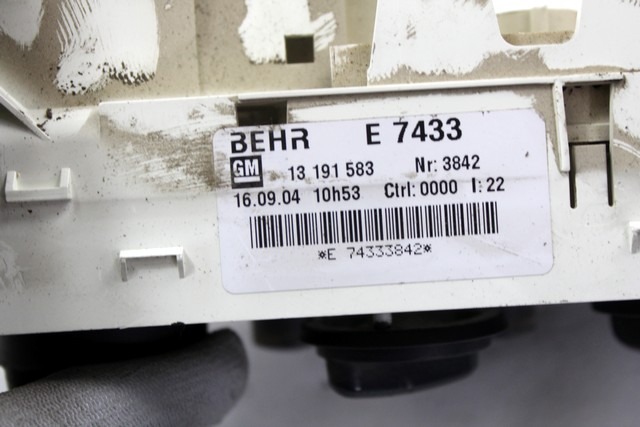 BEHR E 7433
GM 13 191 583 Nr: 3842
16.09.04 10h53 Ctrl: 0000 I: 22
*E 74333842*